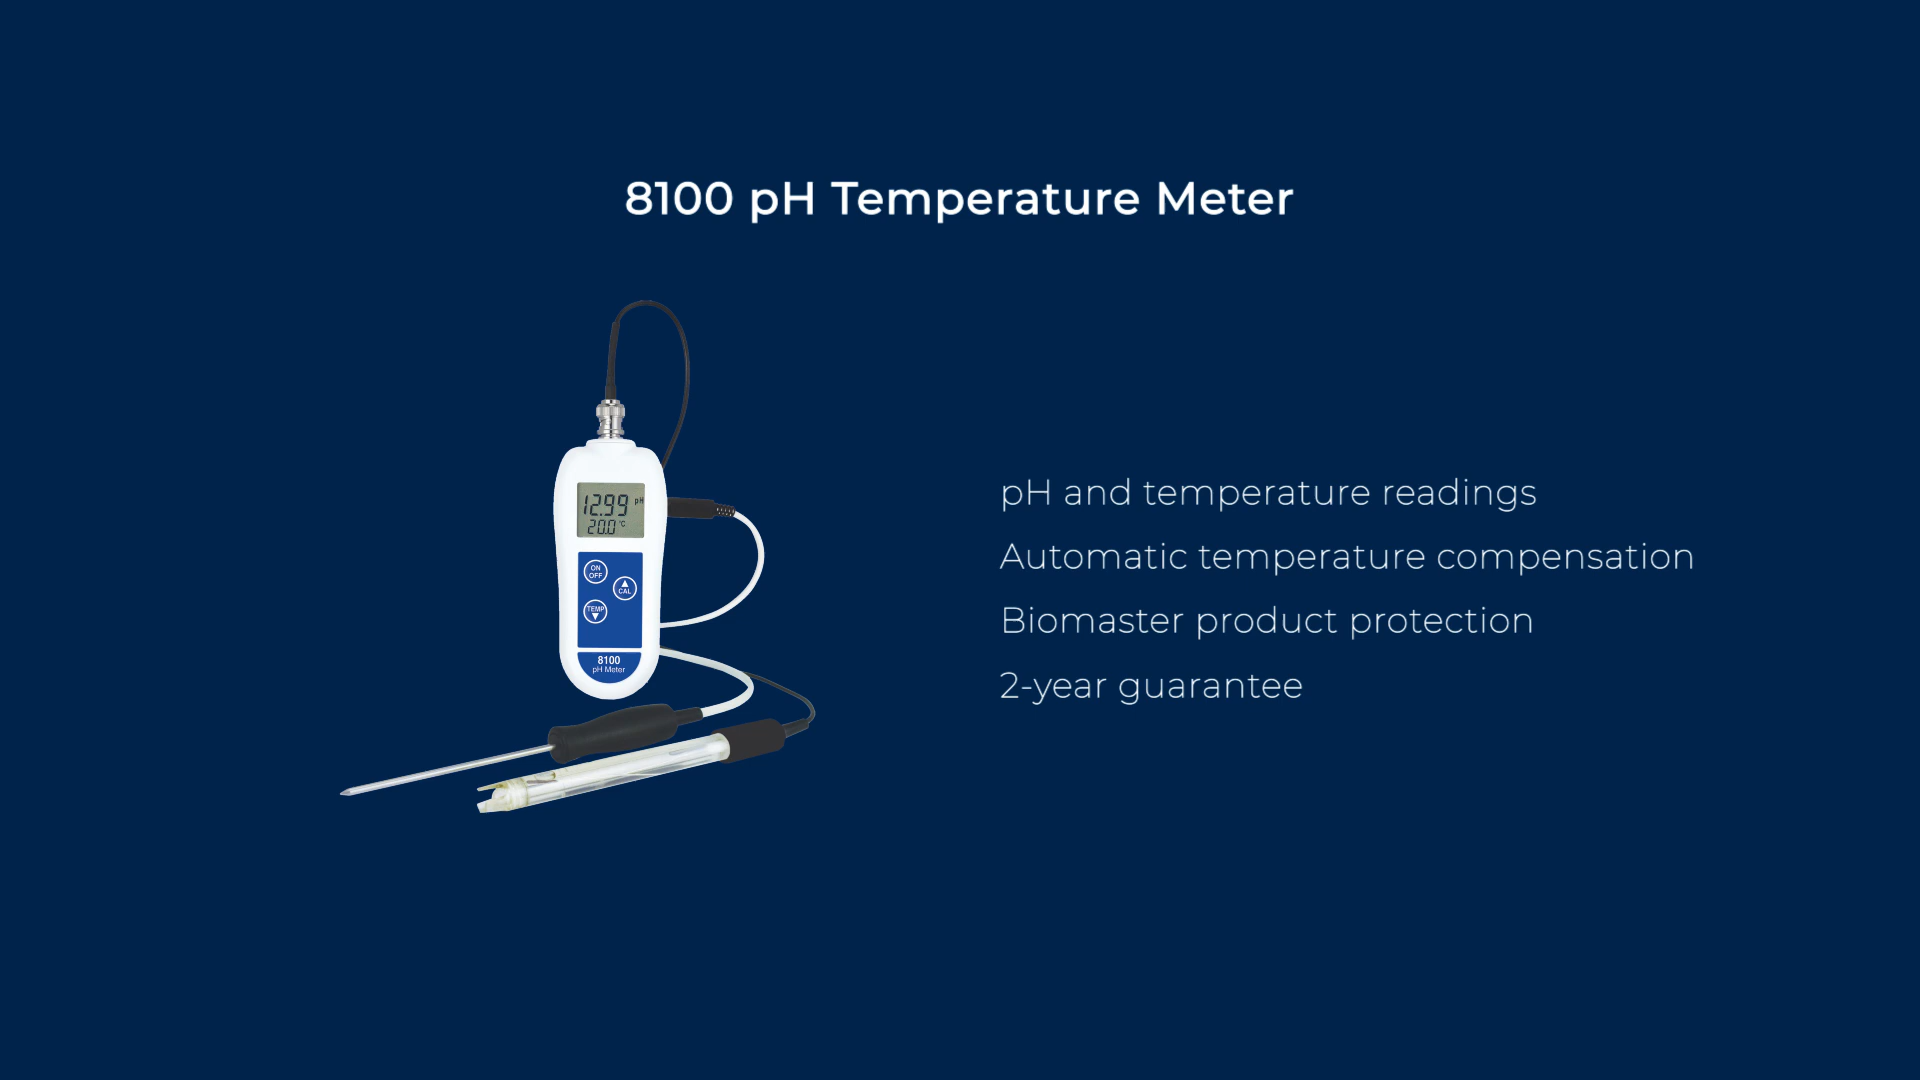 8100 pH Temperature Meter
12.99 pH
20.0 °C
ON
OFF
CAL
TEMP
8100
pH Meter
pH and temperature readings
Automatic temperature compensation
Biomaster product protection
2-year guarantee